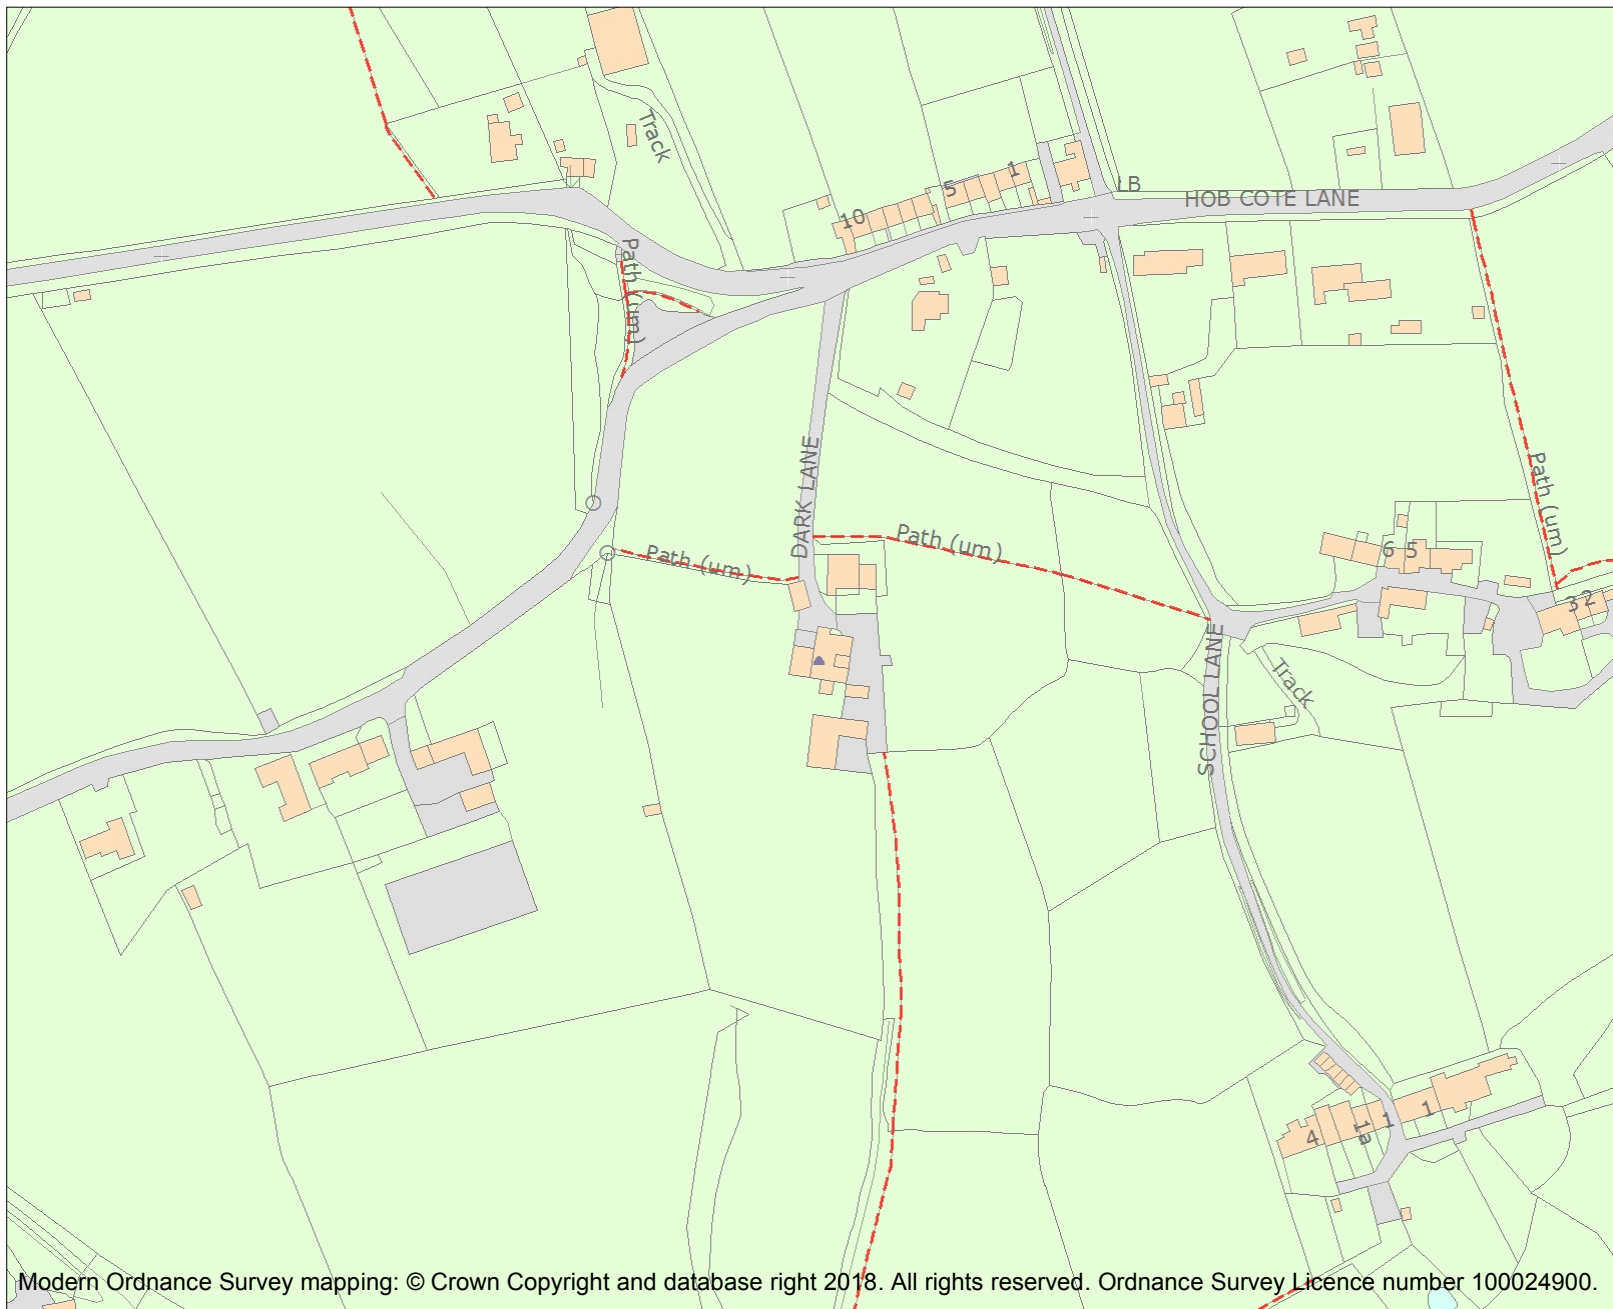 Track
1
5
10
LB
HOB COTE LANE
Path (um)
DARK LANE
Path (um)
Path (um)
Path (um)
6 5
3 2
SCHOOL LANE
Track
4
1a
1
1
Modern Ordnance Survey mapping: © Crown Copyright and database right 2018. All rights reserved. Ordnance Survey Licence number 100024900.